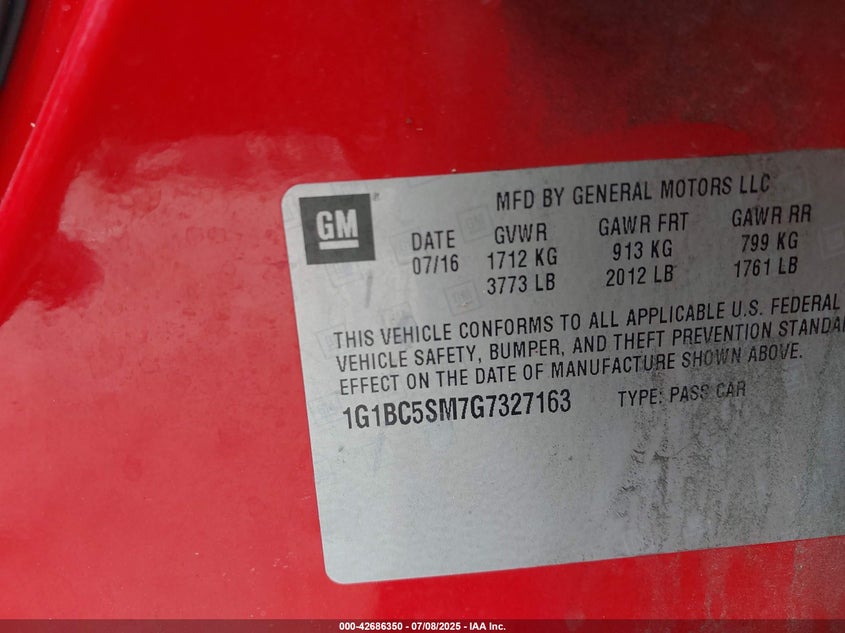 MFD BY GENERAL MOTORS LLC
GM
DATE GVWR GAWR FRT GAWR RR
07/16 1712 KG 913 KG 799 KG
3773 LB 2012 LB 1761 LB
THIS VEHICLE CONFORMS TO ALL APPLICABLE U.S. FEDERAL
VEHICLE SAFETY, BUMPER, AND THEFT PREVENTION STANDA
EFFECT ON THE DATE OF MANUFACTURE SHOWN ABOVE.
1G1BC5SM7G7327163 TYPE: PASS CAR
000-42686350 - 07/08/2025 - IAA Inc.